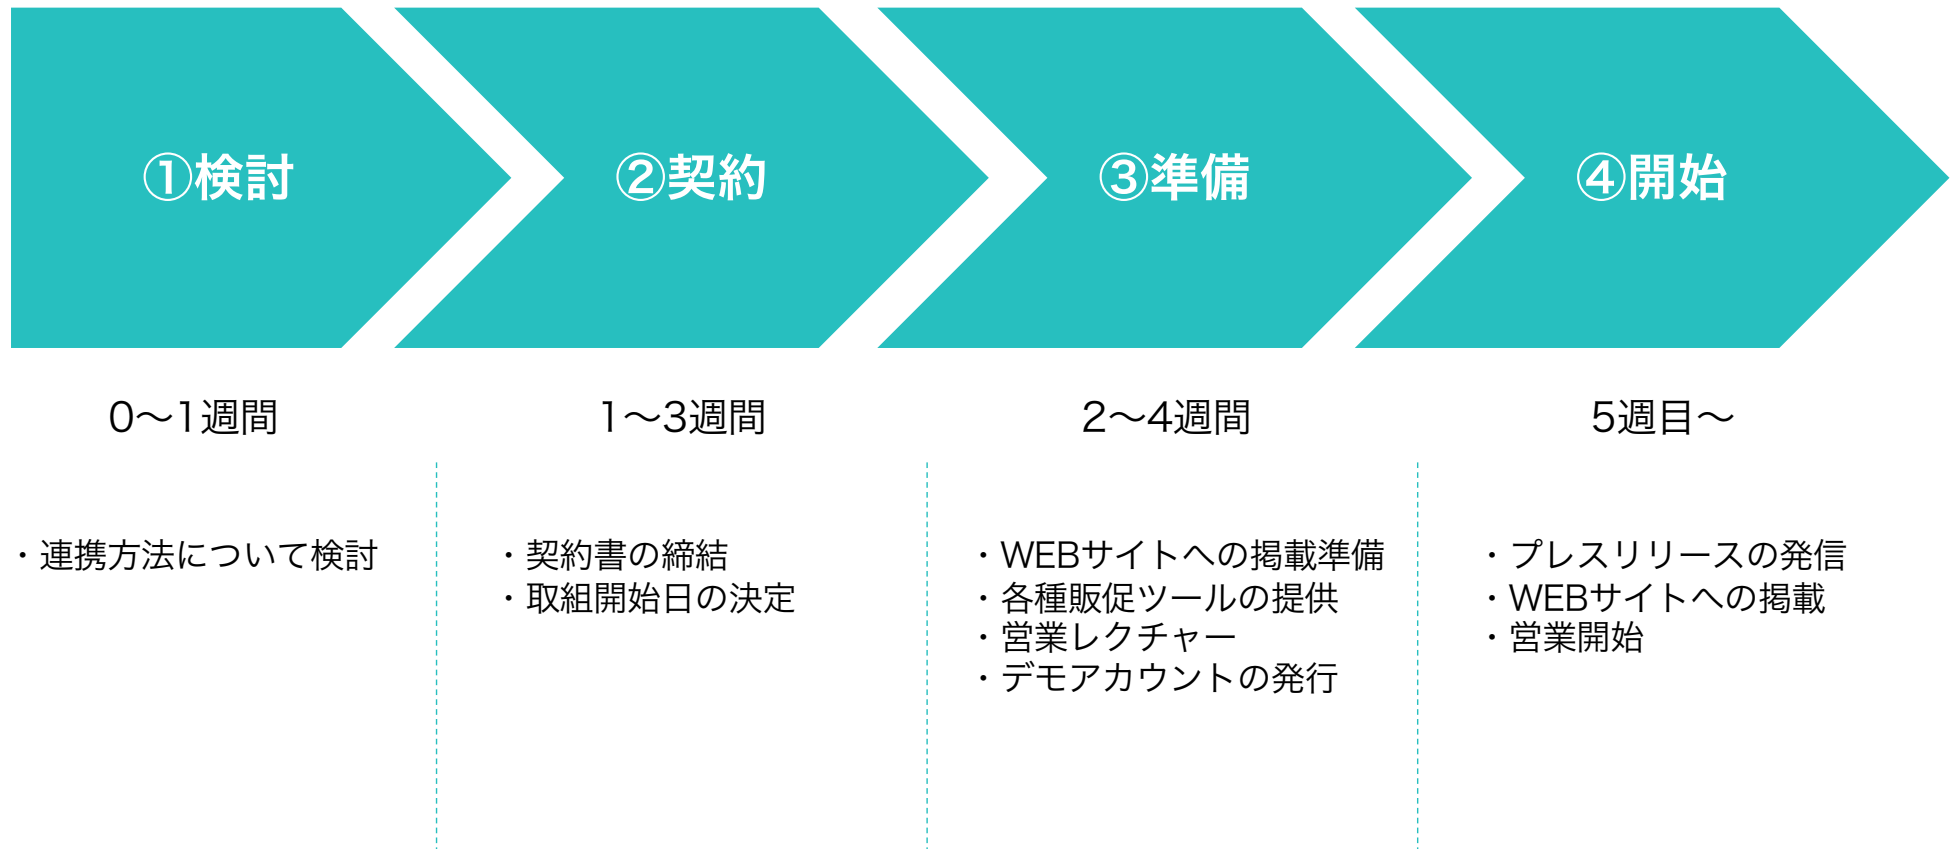 ①検討
②契約
③準備
④開始
0〜1週間
1〜3週間
2〜4週間
5週目〜
・連携方法について検討
・契約書の締結
・取組開始日の決定
・WEBサイトへの掲載準備
・各種販促ツールの提供
・営業レクチャー
・デモアカウントの発行
・プレスリリースの発信
・WEBサイトへの掲載
・営業開始